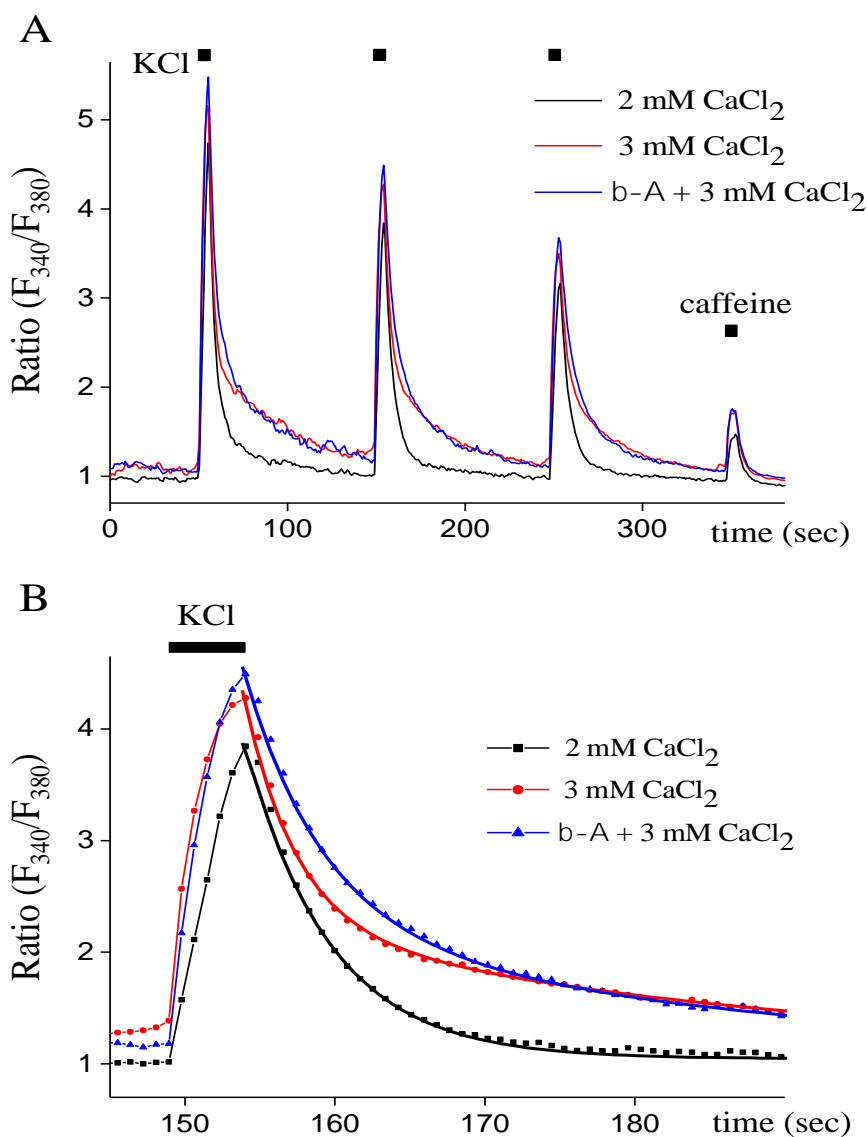 A
KCl
2 mM CaCl2
3 mM CaCl2
b-A + 3 mM CaCl2
Ratio (F340/F380)
5
4
3
2
1
caffeine
0 100 200 300 time (sec)
B
KCl
2 mM CaCl2
3 mM CaCl2
b-A + 3 mM CaCl2
Ratio (F340/F380)
4
3
2
1
150 160 170 180 time (sec)